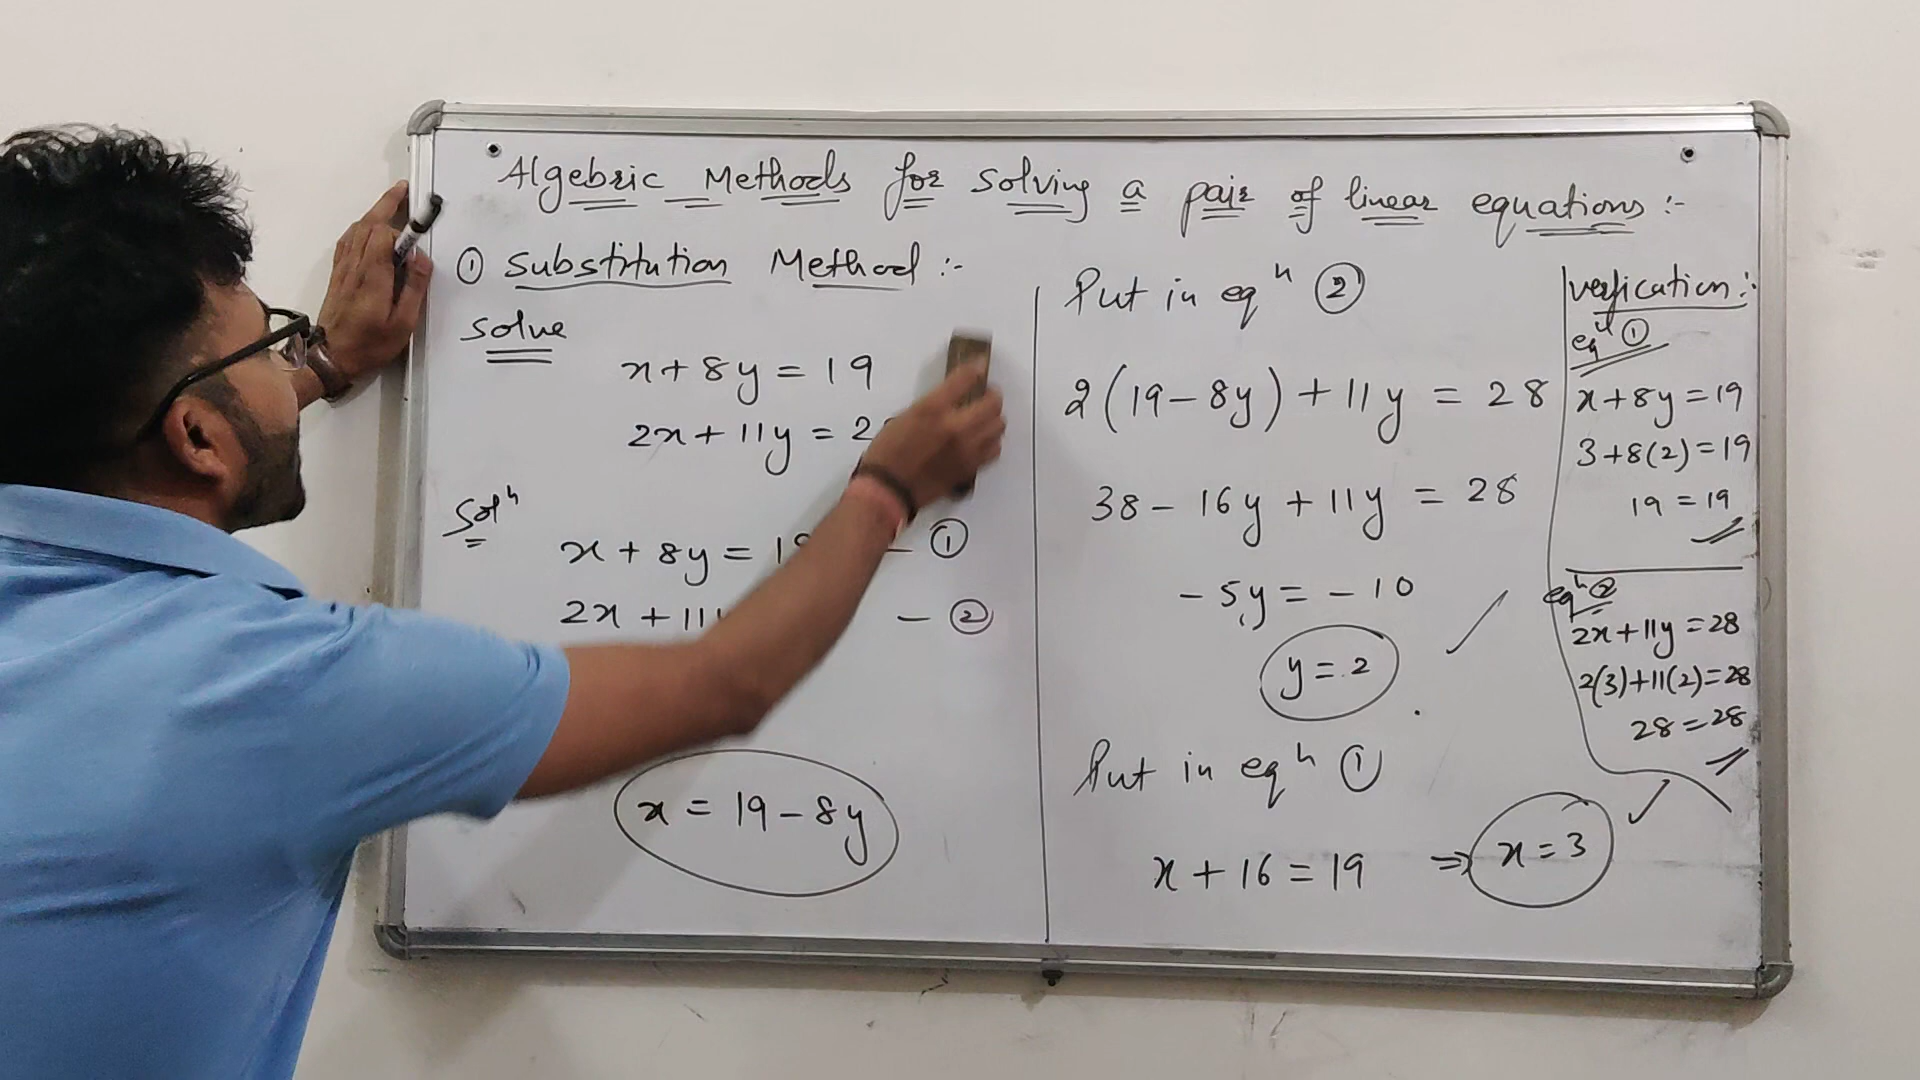 Algebric Methods for solving a pair of linear equations :-
① Substitution Method :-
Solve
x + 8y = 19
2x + 11y = 2
Solⁿ
x + 8y = 19 - ①
2x + 11y - ②
x = 19 - 8y
Put in eqⁿ ②
2(19 - 8y) + 11y = 28
38 - 16y + 11y = 28
- 5y = - 10
y = 2
Put in eqⁿ ①
x + 16 = 19 ⇒ x = 3
verfication :-
eqⁿ ①
x + 8y = 19
3 + 8(2) = 19
19 = 19
eqⁿ ②
2x + 11y = 28
2(3) + 11(2) = 28
28 = 28